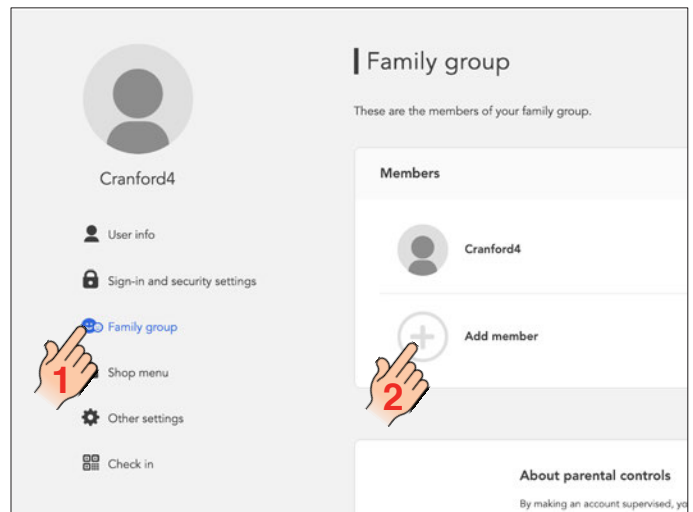 Cranford4
User info
Sign-in and security settings
Family group
1
Shop menu
Other settings
Check in
Family group
These are the members of your family group.
Members
Cranford4
Add member
2
About parental controls
By making an account supervised,